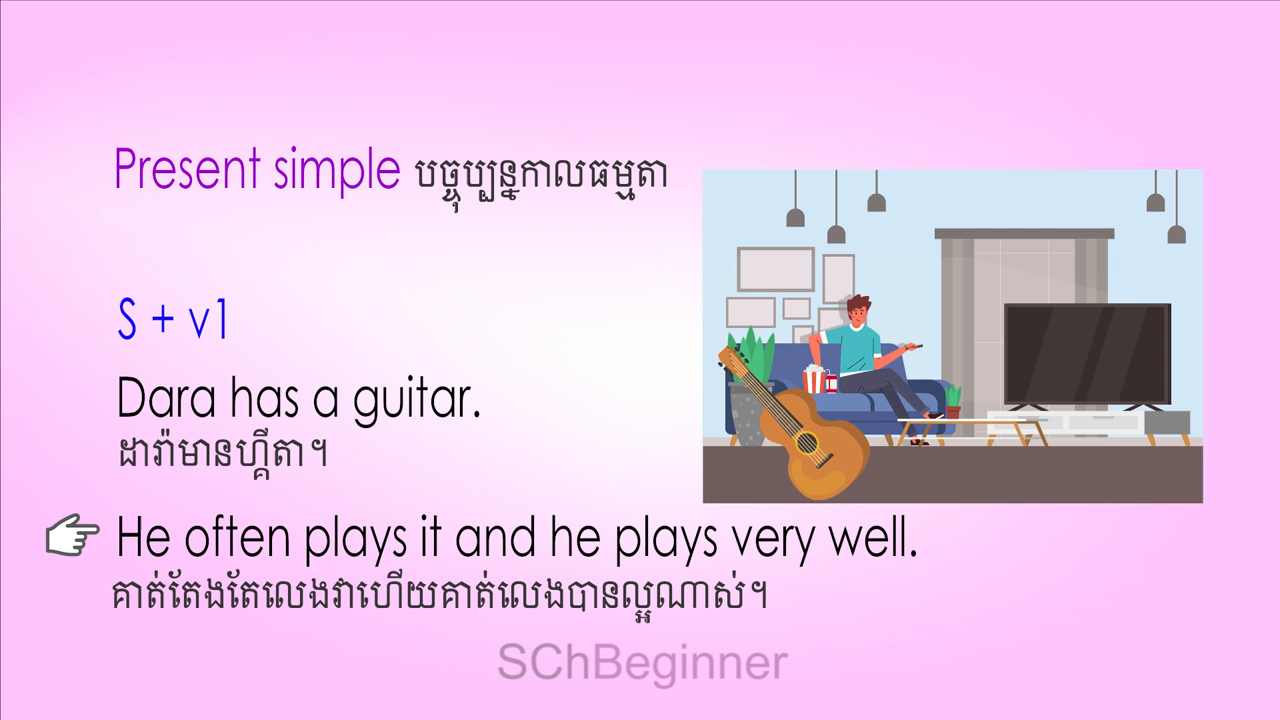 Present simple បច្ចុប្បន្នកាលធម្មតា
S + v1
Dara has a guitar.
ដារ៉ាមានហ្គីតា។
He often plays it and he plays very well.
គាត់តែងតែលេងវាហើយគាត់លេងបានល្អណាស់។
SChBeginner